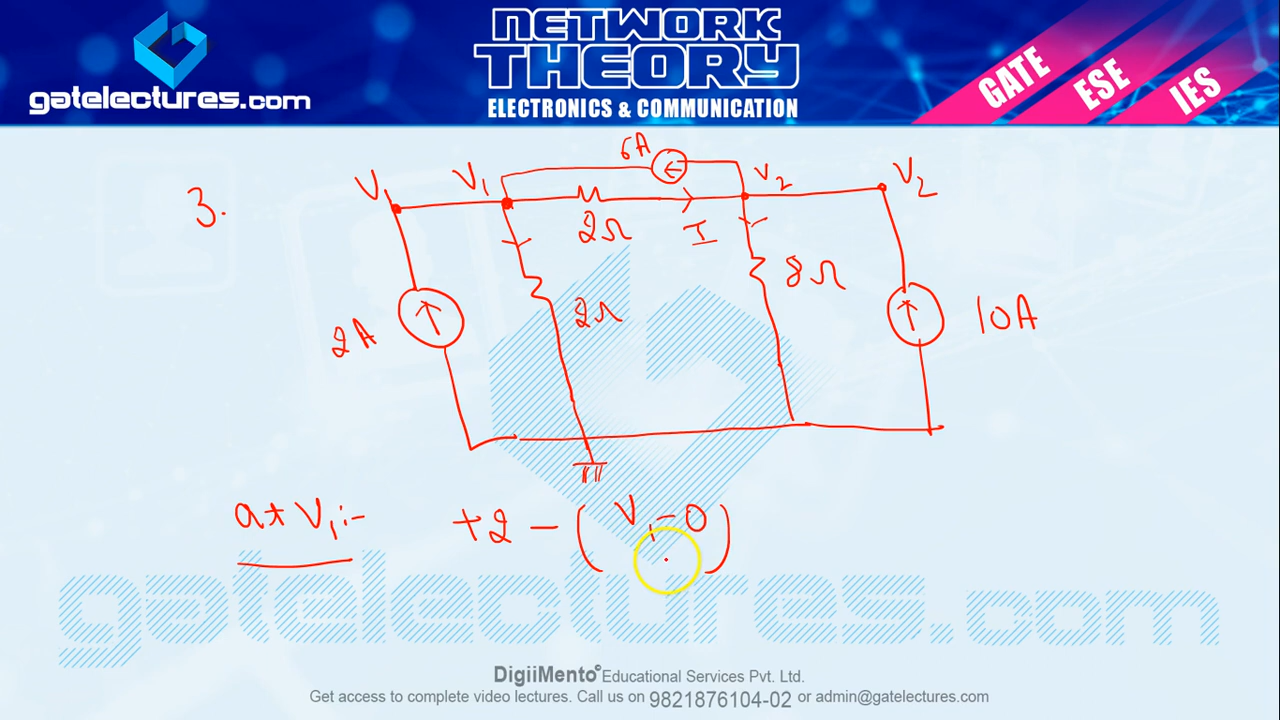 gatelectures.com
NETWORK
THEORY
ELECTRONICS & COMMUNICATION
GATE
ESE
IES
3.
6A
V1
V1
V2
V2
2Ω
I
2Ω
8Ω
2A
10A
at V1:-
+2 - (V1-0)
gatelectures.com
DigiiMento© Educational Services Pvt. Ltd.
Get access to complete video lectures. Call us on 9821876104-02 or admin@gatelectures.com